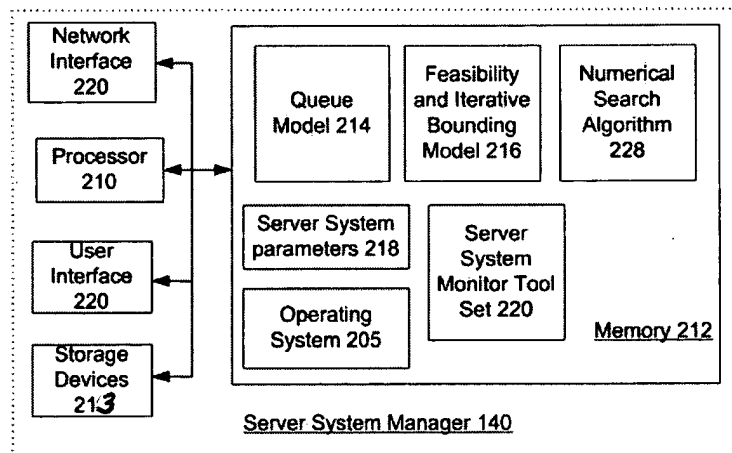 Network
Interface
220
Processor
210
User
Interface
220
Storage
Devices
213
Queue
Model 214
Feasibility
and Iterative
Bounding
Model 216
Numerical
Search
Algorithm
228
Server System
parameters 218
Server
System
Monitor Tool
Set 220
Operating
System 205
Memory 212
Server System Manager 140